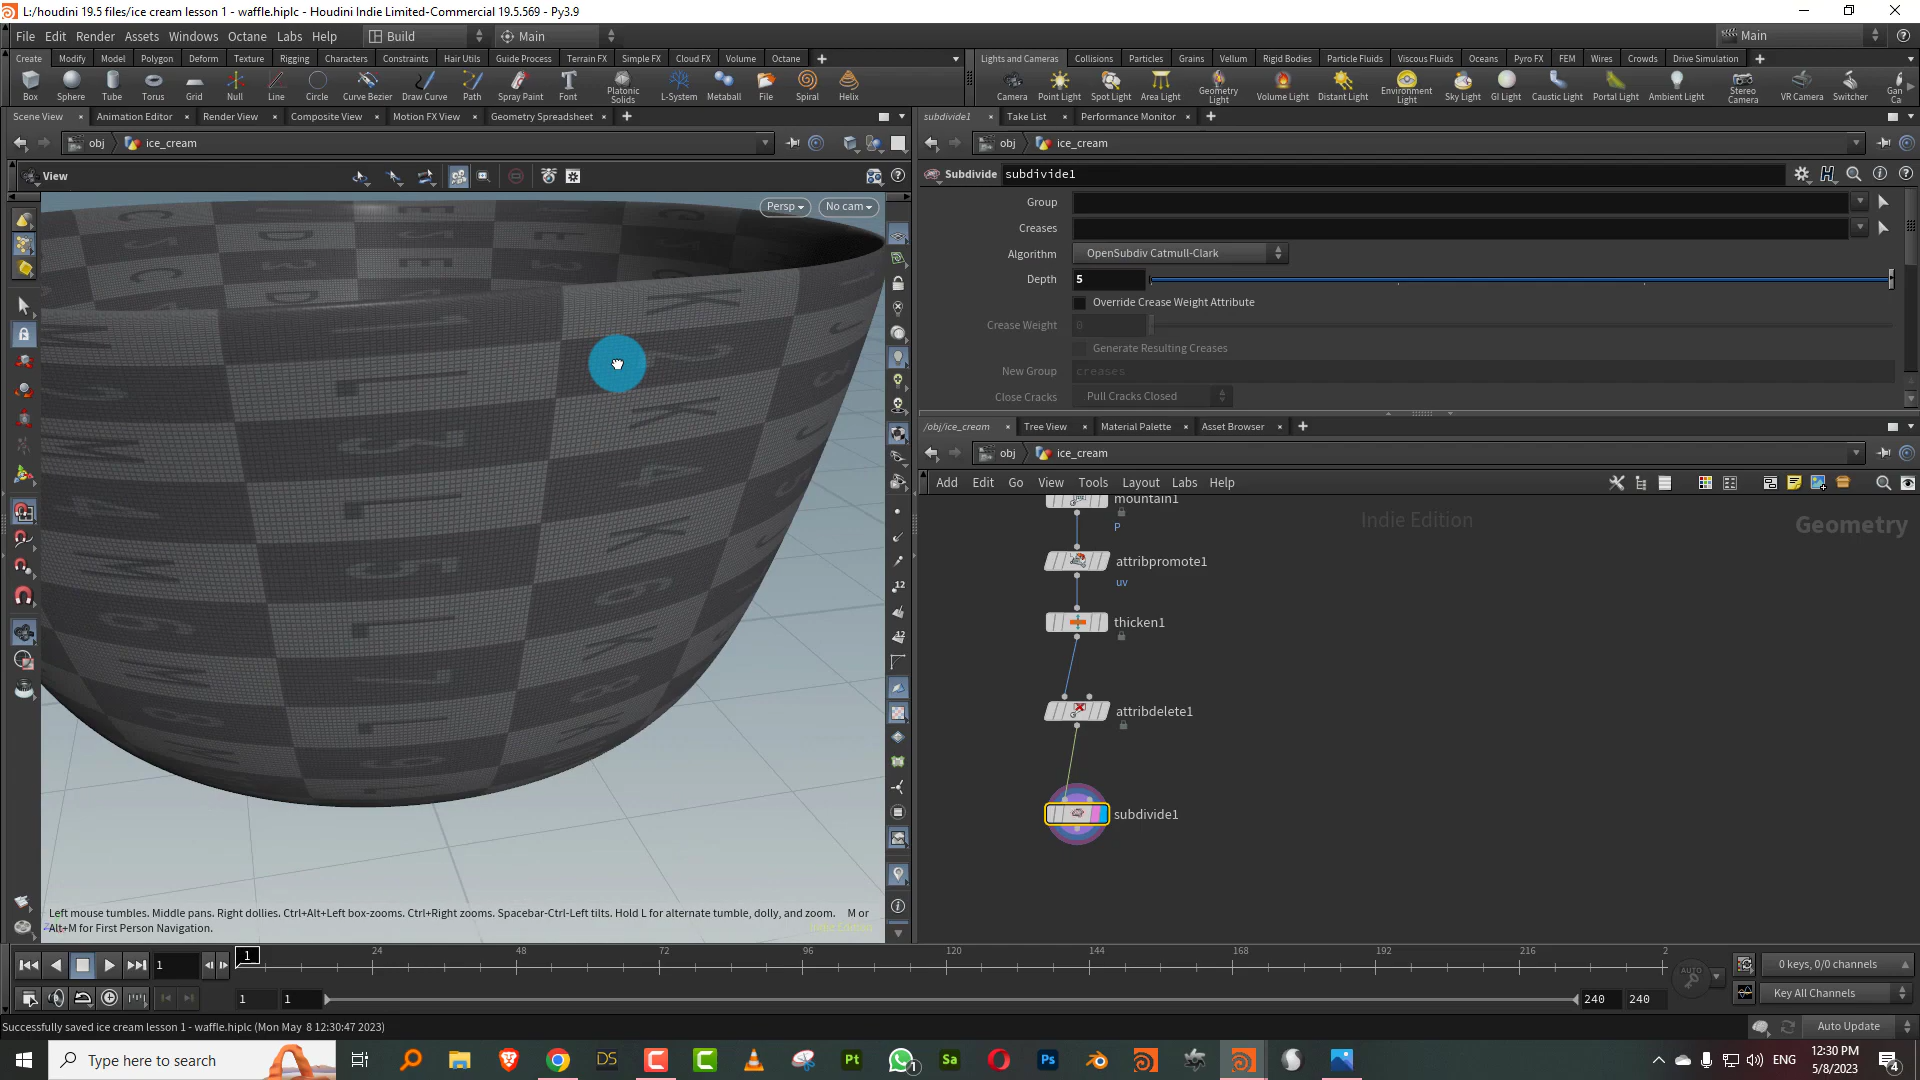 L:/houdini 19.5 files/ice cream lesson 1 - waffle.hiplc - Houdini Indie Limited-Commercial 19.5.569 - Py3.9
File Edit Render Assets Windows Octane Labs Help Build Main Main
Create Modify Model Polygon Deform Texture Rigging Characters Constraints Hair Utils Guide Process Terrain FX Simple FX Cloud FX Volume Octane
Lights and Cameras Collisions Particles Grains Vellum Rigid Bodies Particle Fluids Viscous Fluids Oceans Pyro FX FEM Wires Crowds Drive Simulation
Box Sphere Tube Torus Grid Null Line Circle Curve Bezier Draw Curve Path Spray Paint Font Platonic Solids L-System Metaball File Spiral Helix
Camera Point Light Spot Light Area Light Geometry Light Volume Light Distant Light Environment Light Sky Light GI Light Caustic Light Portal Light Ambient Light Stereo Camera VR Camera Switcher Gan Ca
Scene View Animation Editor Render View Composite View Motion FX View Geometry Spreadsheet
subdivide1 Take List Performance Monitor
obj ice_cream
obj ice_cream
View
Subdivide subdivide1
Persp No cam
Group
Creases
Algorithm OpenSubdiv Catmull-Clark
Depth 5
Override Crease Weight Attribute
Crease Weight 0
Generate Resulting Creases
New Group creases
Close Cracks Pull Cracks Closed
/obj/ice_cream Tree View Material Palette Asset Browser
obj ice_cream
Add Edit Go View Tools Layout Labs Help
Indie Edition
Geometry
mountain1
P
attribpromote1
uv
thicken1
attribdelete1
subdivide1
Left mouse tumbles. Middle pans. Right dollies. Ctrl+Alt+Left box-zooms. Ctrl+Right zooms. Spacebar-Ctrl-Left tilts. Hold L for alternate tumble, dolly, and zoom. M or
Alt+M for First Person Navigation.
1 1 24 48 72 96 120 144 168 192 216 2
AUTO
0 keys, 0/0 channels
1 1 240 240
Key All Channels
Successfully saved ice cream lesson 1 - waffle.hiplc (Mon May 8 12:30:47 2023)
Auto Update
Type here to search
ENG
12:30 PM
5/8/2023